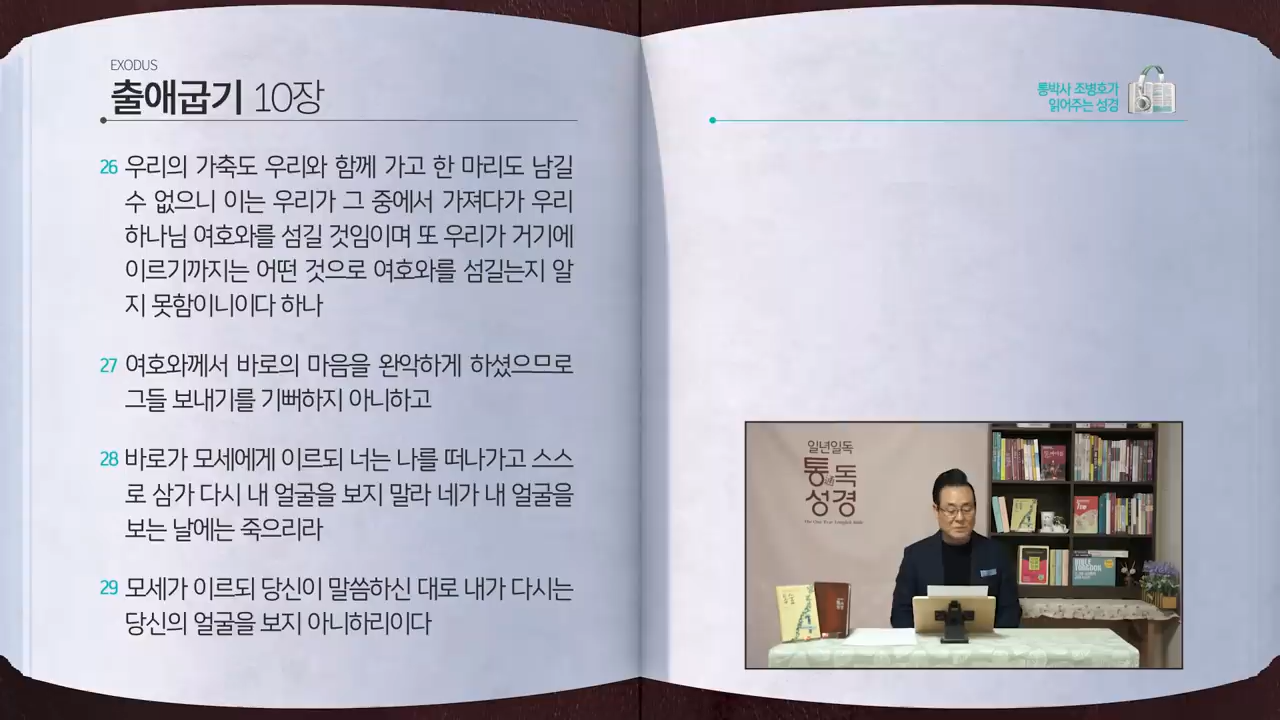 EXODUS
출애굽기 10장
26 우리의 가축도 우리와 함께 가고 한 마리도 남길
수 없으니 이는 우리가 그 중에서 가져다가 우리
하나님 여호와를 섬길 것임이며 또 우리가 거기에
이르기까지는 어떤 것으로 여호와를 섬길는지 알
지 못함이니이다 하나
27 여호와께서 바로의 마음을 완악하게 하셨으므로
그들 보내기를 기뻐하지 아니하고
28 바로가 모세에게 이르되 너는 나를 떠나가고 스스
로 삼가 다시 내 얼굴을 보지 말라 네가 내 얼굴을
보는 날에는 죽으리라
29 모세가 이르되 당신이 말씀하신 대로 내가 다시는
당신의 얼굴을 보지 아니하리이다
통박사 조병호가
읽어주는 성경
일년일독
통독
성경